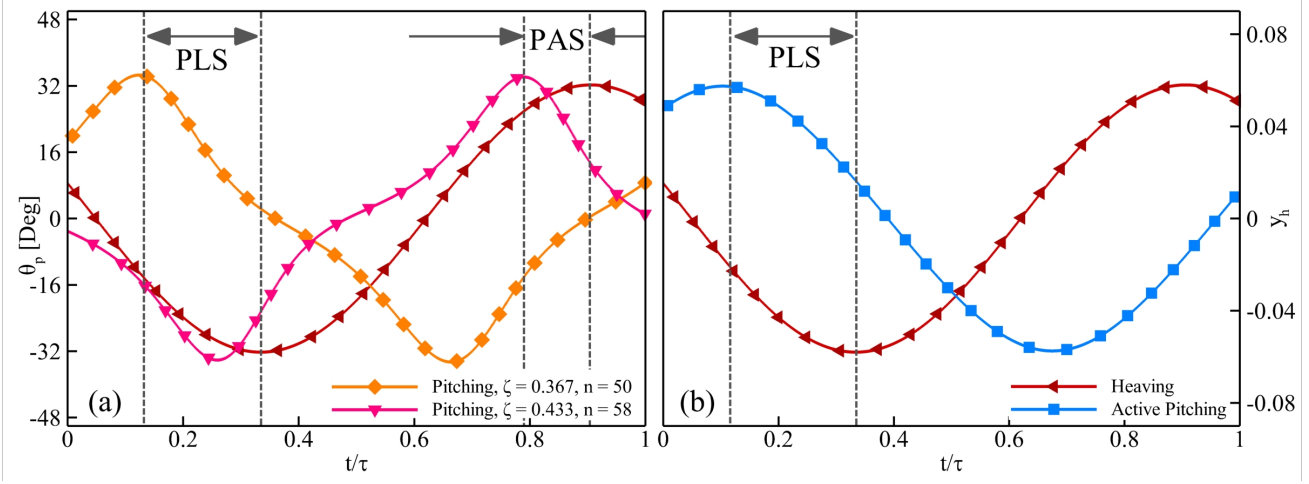 48
32
16
0
-16
-32
-48
θp [Deg]
PLS
PAS
(a)
Pitching, ζ = 0.367, n = 50
Pitching, ζ = 0.433, n = 58
0
0.2
0.4
0.6
0.8
1
t/τ
PLS
(b)
Heaving
Active Pitching
0
0.2
0.4
0.6
0.8
1
t/τ
0.08
0.04
0
-0.04
-0.08
yh